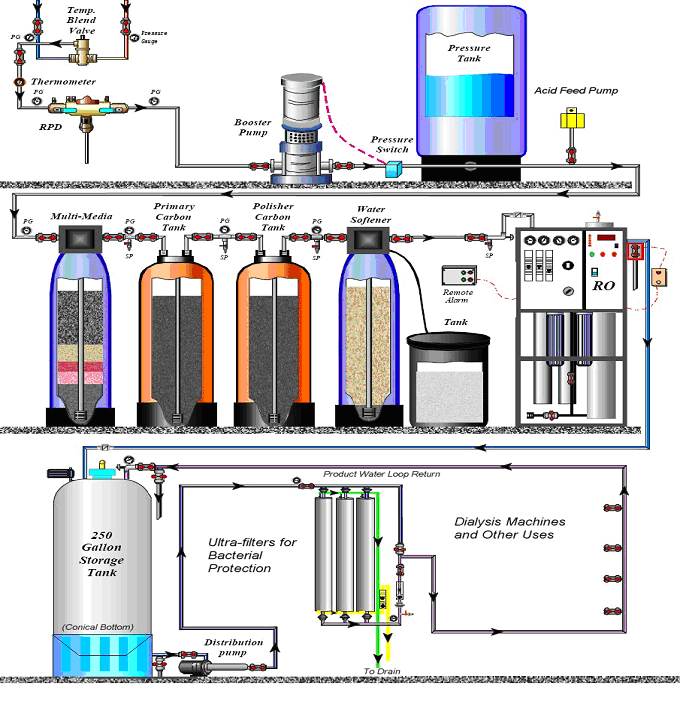 Temp.
Blend
Valve
PG
Pressure
Gauge
Thermometer
PG
PG
RPD
Booster
Pump
Pressure
Switch
Pressure
Tank
Acid Feed Pump
PG
Multi-Media
PG
SP
Primary
Carbon
Tank
PG
SP
Polisher
Carbon
Tank
PG
SP
Water
Softener
SP
Remote
Alarm
Tank
RO
Product Water Loop Return
250
Gallon
Storage
Tank
(Conical Bottom)
Distribution
pump
Ultra-filters for
Bacterial
Protection
To Drain
Dialysis Machines
and Other Uses